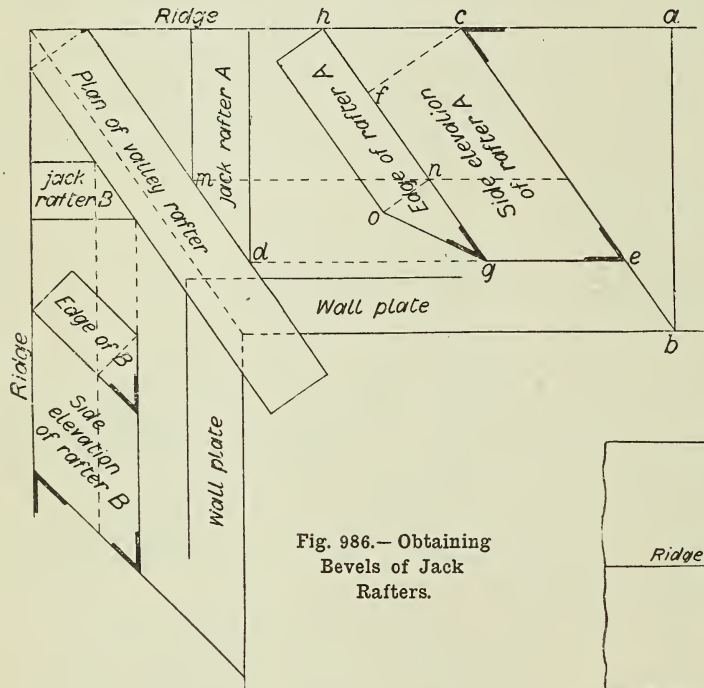 Ridge
h
c
a
Plan of valley rafter
jack rafter A
Edge of rafter A
f
Side elevation
of rafter A
m
n
jack
rafter B
o
d
g
e
Wall plate
b
Edge of B
Ridge
Side
elevation
of rafter B
Wall plate
Fig. 986.— Obtaining
Bevels of Jack
Rafters.
Ridge